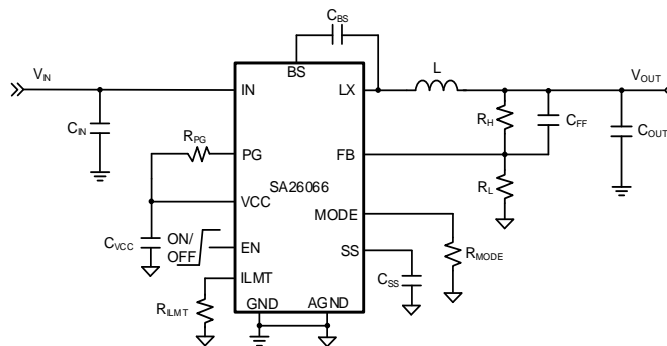 CBS
VIN
BS
L
VOUT
IN
LX
CIN
RPG
RH
CFF
COUT
PG
FB
SA26066
RL
VCC
MODE
CVCC
ON/
OFF
EN
SS
RMODE
ILMT
CSS
RILMT
GND
AGND